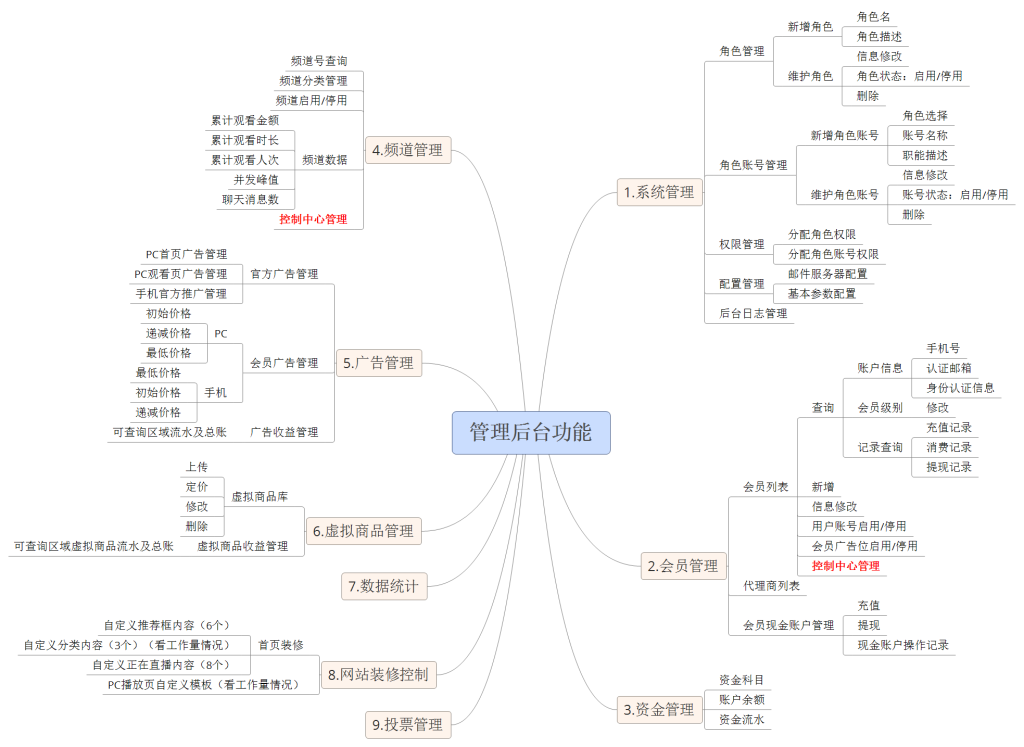 管理后台功能
1.系统管理
角色管理
新增角色
角色名
角色描述
维护角色
信息修改
角色状态：启用/停用
删除
角色账号管理
新增角色账号
角色选择
账号名称
职能描述
维护角色账号
信息修改
账号状态：启用/停用
删除
权限管理
分配角色权限
分配角色账号权限
配置管理
邮件服务器配置
基本参数配置
后台日志管理
2.会员管理
会员列表
查询
账户信息
手机号
认证邮箱
身份认证信息
会员级别
修改
记录查询
充值记录
消费记录
提现记录
新增
信息修改
用户账号启用/停用
会员广告位启用/停用
控制中心管理
代理商列表
会员现金账户管理
充值
提现
现金账户操作记录
3.资金管理
资金科目
账户余额
资金流水
4.频道管理
频道号查询
频道分类管理
频道启用/停用
频道数据
累计观看金额
累计观看时长
累计观看人次
并发峰值
聊天消息数
控制中心管理
5.广告管理
官方广告管理
PC首页广告管理
PC观看页广告管理
手机官方推广管理
会员广告管理
PC
初始价格
递减价格
最低价格
手机
最低价格
初始价格
递减价格
广告收益管理
可查询区域流水及总账
6.虚拟商品管理
虚拟商品库
上传
定价
修改
删除
虚拟商品收益管理
可查询区域虚拟商品流水及总账
7.数据统计
8.网站装修控制
首页装修
自定义推荐框内容（6个）
自定义分类内容（3个）（看工作量情况）
自定义正在直播内容（8个）
PC播放页自定义模板（看工作量情况）
9.投票管理